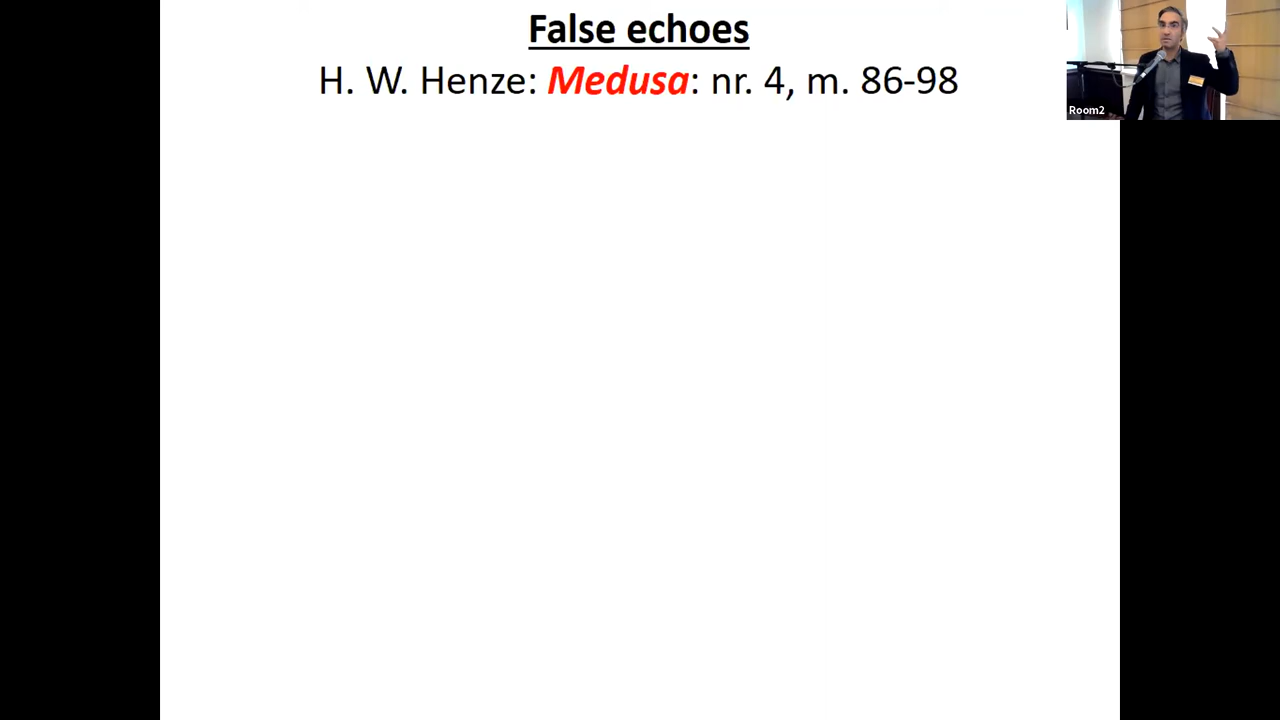 False echoes
H. W. Henze: Medusa: nr. 4, m. 86-98
Room2